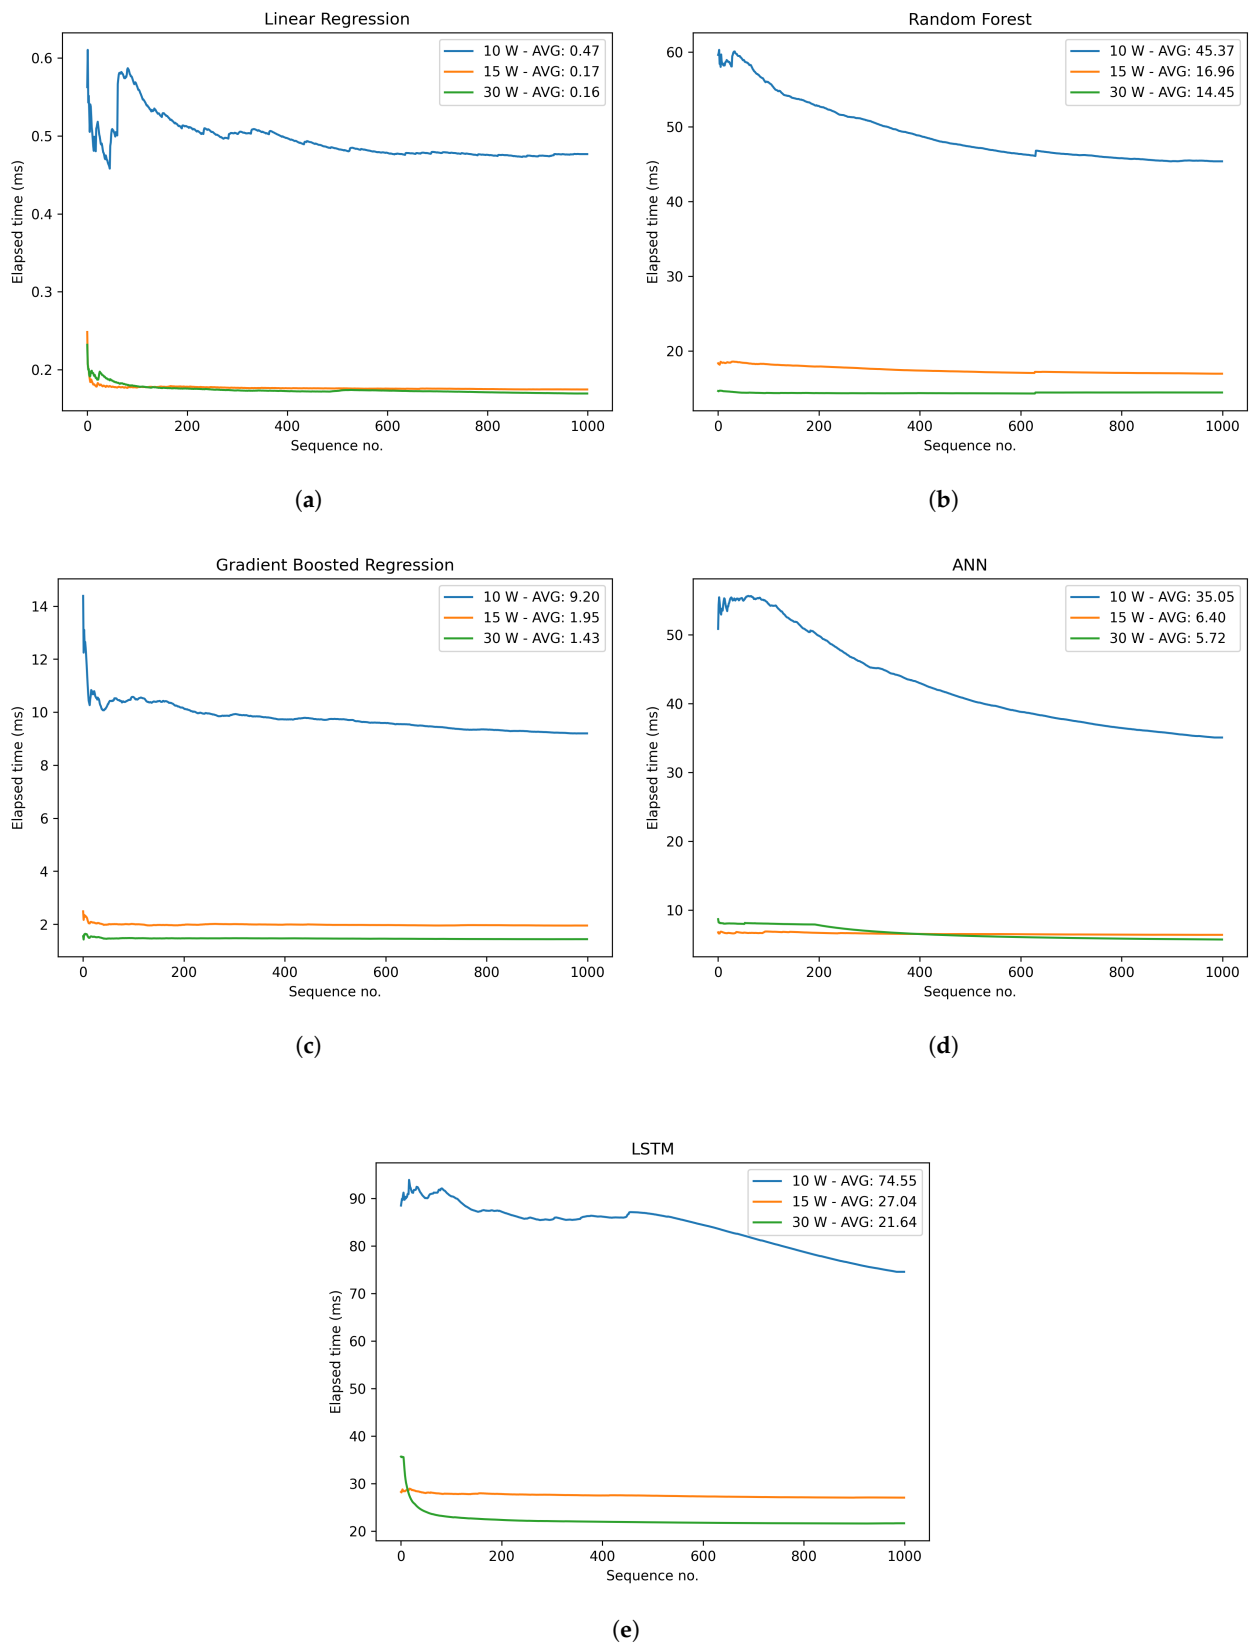 Linear Regression
Elapsed time (ms)
0.6
0.5
0.4
0.3
0.2
10 W - AVG: 0.47
15 W - AVG: 0.17
30 W - AVG: 0.16
0 200 400 600 800 1000
Sequence no.
(a)
Random Forest
Elapsed time (ms)
60
50
40
30
20
10 W - AVG: 45.37
15 W - AVG: 16.96
30 W - AVG: 14.45
0 200 400 600 800 1000
Sequence no.
(b)
Gradient Boosted Regression
Elapsed time (ms)
14
12
10
8
6
4
2
10 W - AVG: 9.20
15 W - AVG: 1.95
30 W - AVG: 1.43
0 200 400 600 800 1000
Sequence no.
(c)
ANN
Elapsed time (ms)
50
40
30
20
10
10 W - AVG: 35.05
15 W - AVG: 6.40
30 W - AVG: 5.72
0 200 400 600 800 1000
Sequence no.
(d)
LSTM
Elapsed time (ms)
90
80
70
60
50
40
30
20
10 W - AVG: 74.55
15 W - AVG: 27.04
30 W - AVG: 21.64
0 200 400 600 800 1000
Sequence no.
(e)